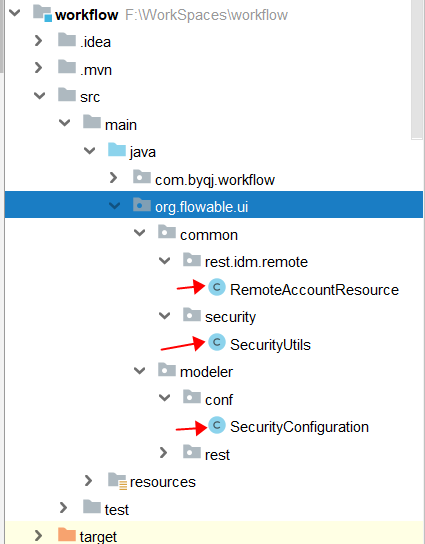 workflow F:\WorkSpaces\workflow
.idea
.mvn
src
main
java
com.byqj.workflow
org.flowable.ui
common
rest.idm.remote
C RemoteAccountResource
security
C SecurityUtils
modeler
conf
C SecurityConfiguration
rest
resources
test
target